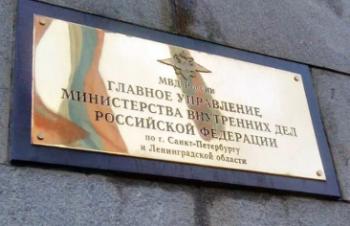 МВД России
ГЛАВНОЕ УПРАВЛЕНИЕ
МИНИСТЕРСТВА ВНУТРЕННИХ ДЕЛ
РОССИЙСКОЙ ФЕДЕРАЦИИ
по г. Санкт-Петербургу
и Ленинградской области